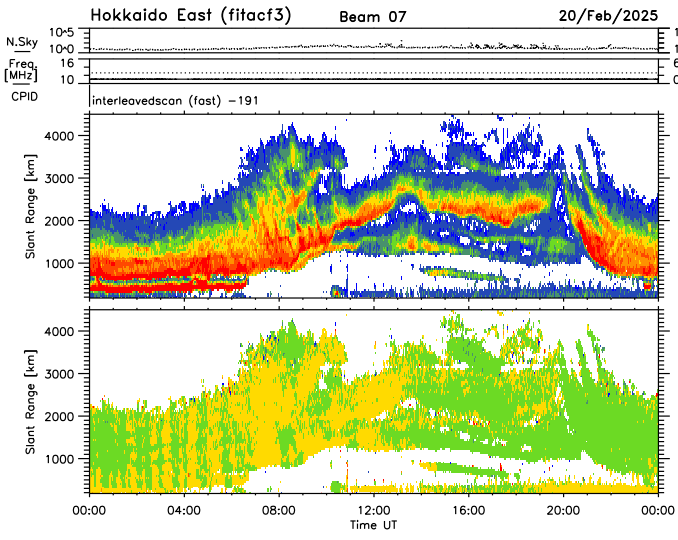 Hokkaido East (fitacf3) Beam 07 20/Feb/2025
N.Sky 10^5 10^0 1 1
Freq. [MHz] 16 10 6 0
CPID interleavedscan (fast) -191
Slant Range [km] 4000 3000 2000 1000
Slant Range [km] 4000 3000 2000 1000
00:00 04:00 08:00 12:00 16:00 20:00 00:00
Time UT